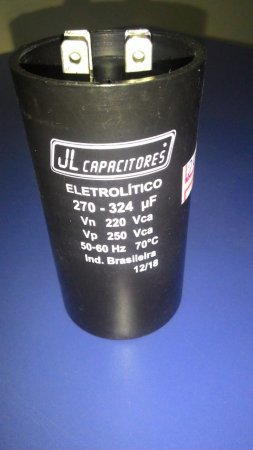 JL CAPACITORES®
ELETROLÍTICO
270 - 324 µF
Vn 220 Vca
Vp 250 Vca
50-60 Hz 70°C
Ind. Brasileira
12/18